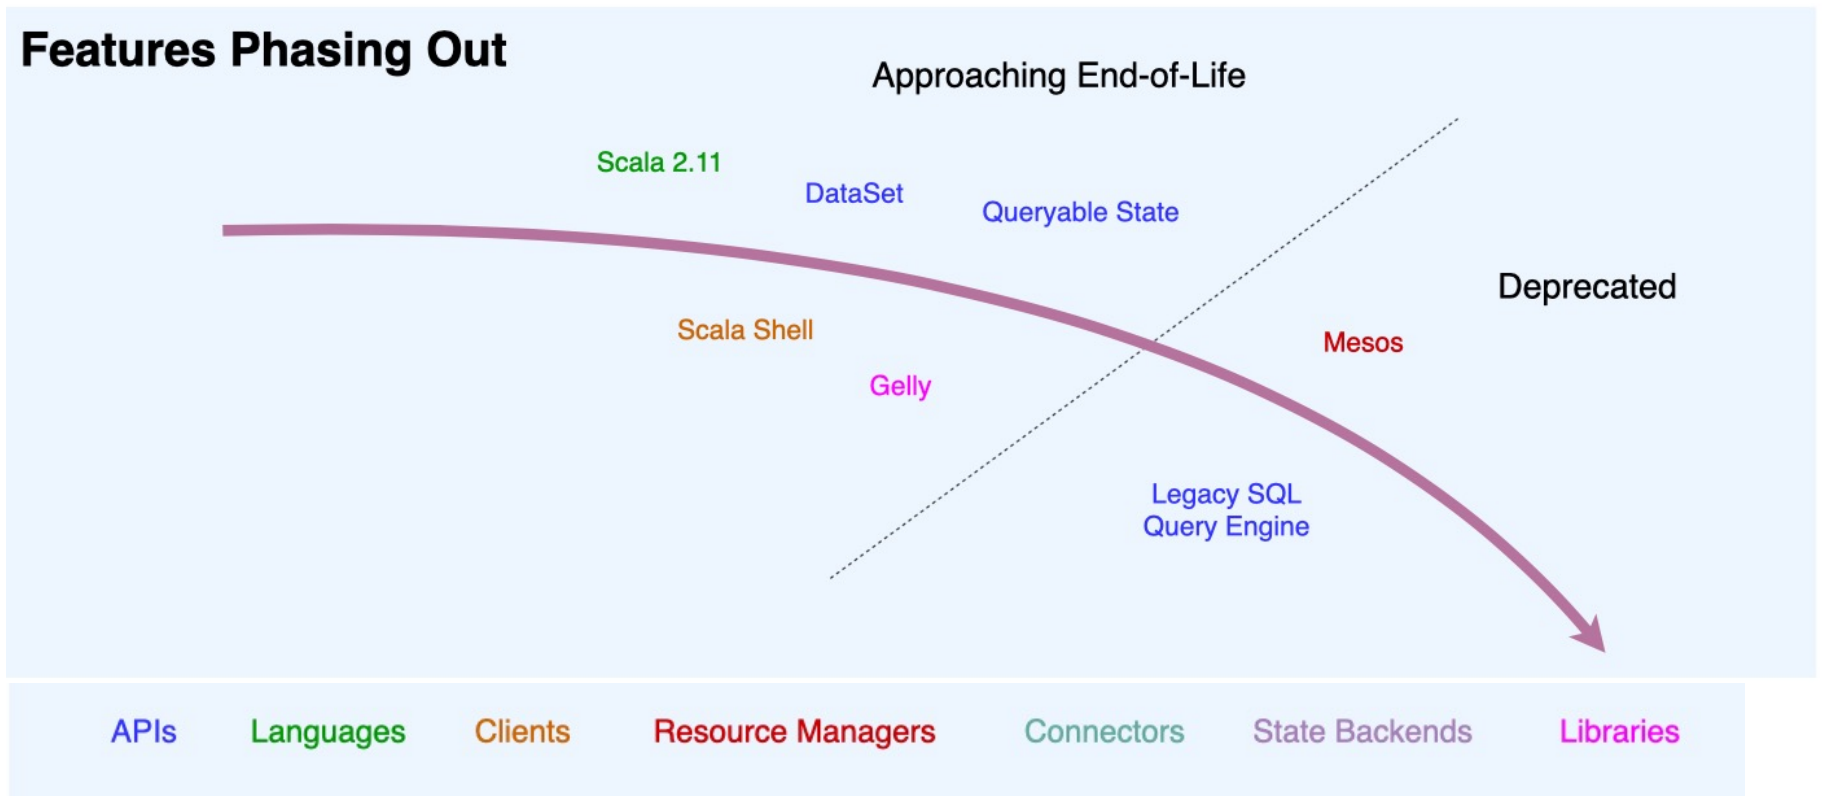 Features Phasing Out
Approaching End-of-Life
Scala 2.11
DataSet
Queryable State
Deprecated
Scala Shell
Mesos
Gelly
Legacy SQL
Query Engine
APIs
Languages
Clients
Resource Managers
Connectors
State Backends
Libraries